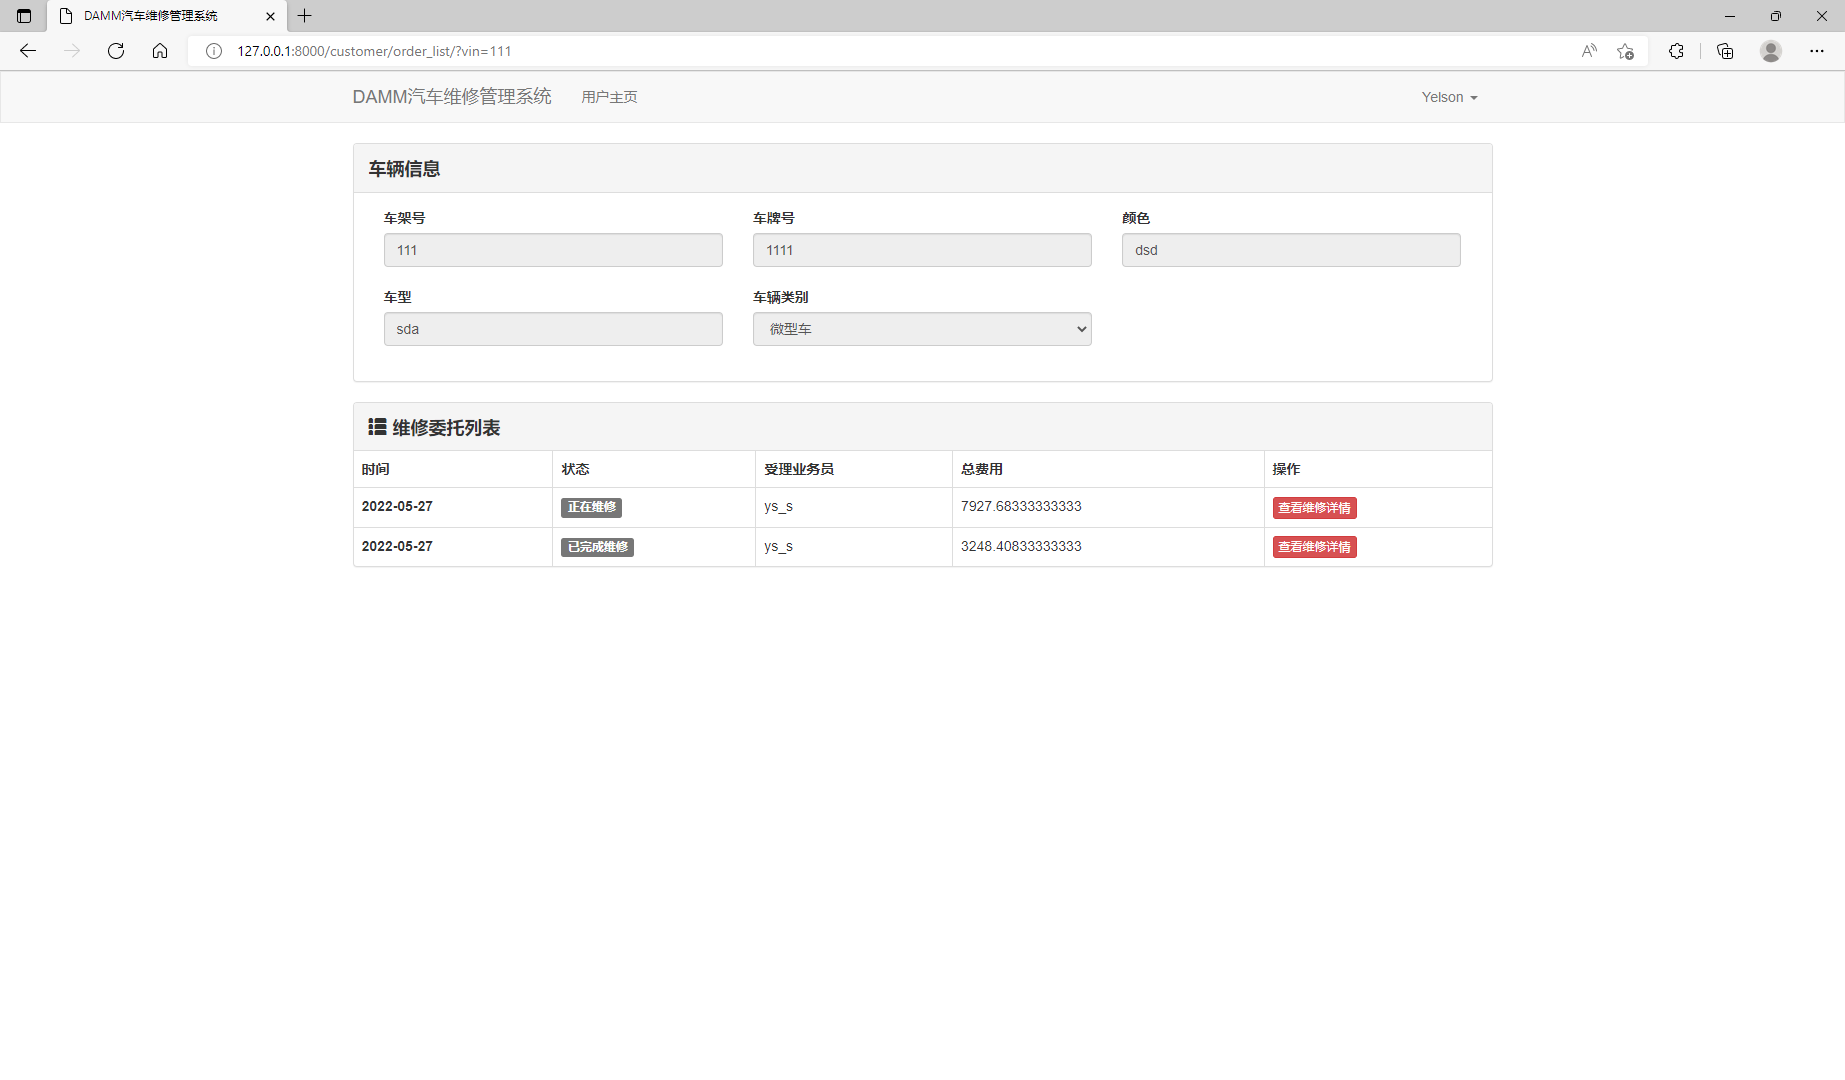 DAMM汽车维修管理系统
127.0.0.1:8000/customer/order_list/?vin=111
DAMM汽车维修管理系统 用户主页 Yelson
车辆信息
车架号 车牌号 颜色
111 1111 dsd
车型 车辆类别
sda 微型车
维修委托列表
时间 状态 受理业务员 总费用 操作
2022-05-27 正在维修 ys_s 7927.68333333333 查看维修详情
2022-05-27 已完成维修 ys_s 3248.40833333333 查看维修详情